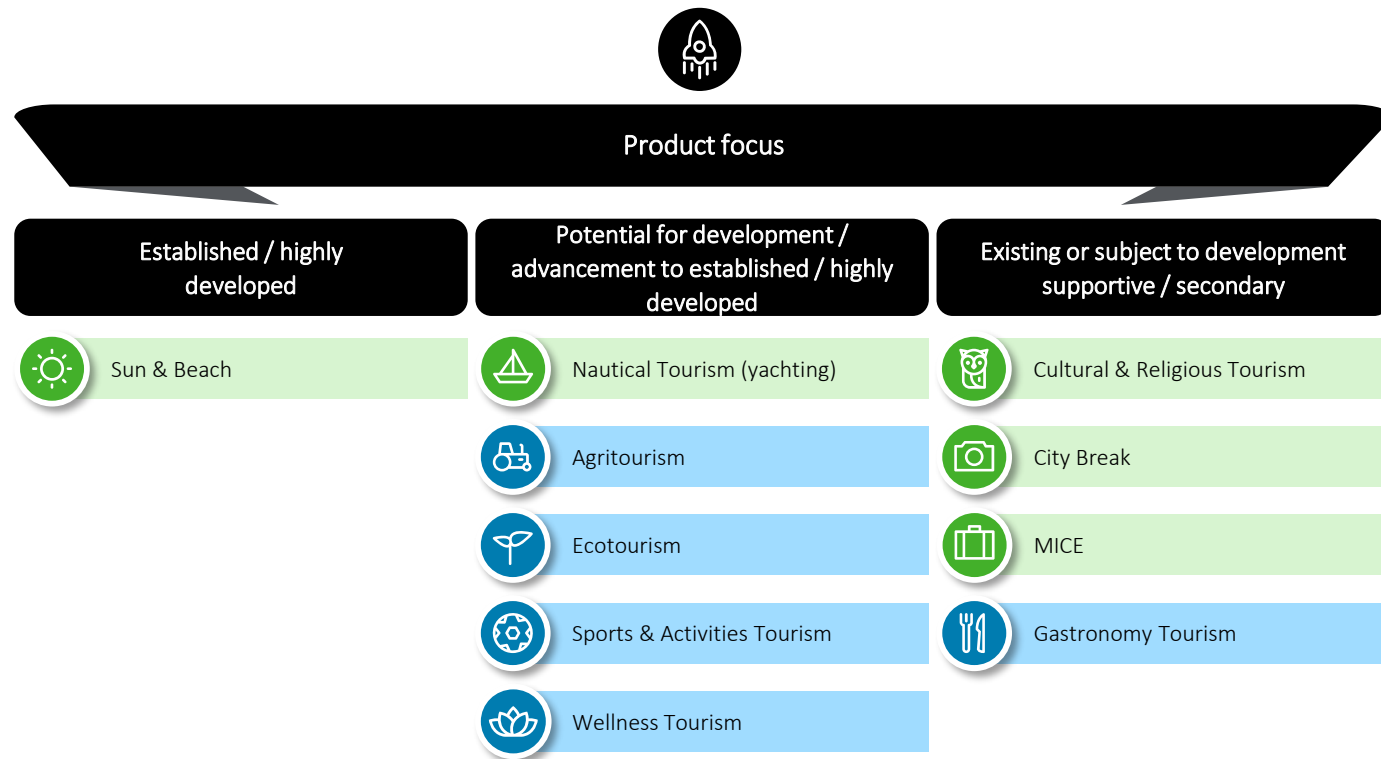 Product focus
Established / highly
developed
Potential for development /
advancement to established / highly
developed
Existing or subject to development
supportive / secondary
Sun & Beach
Nautical Tourism (yachting)
Agritourism
Ecotourism
Sports & Activities Tourism
Wellness Tourism
Cultural & Religious Tourism
City Break
MICE
Gastronomy Tourism